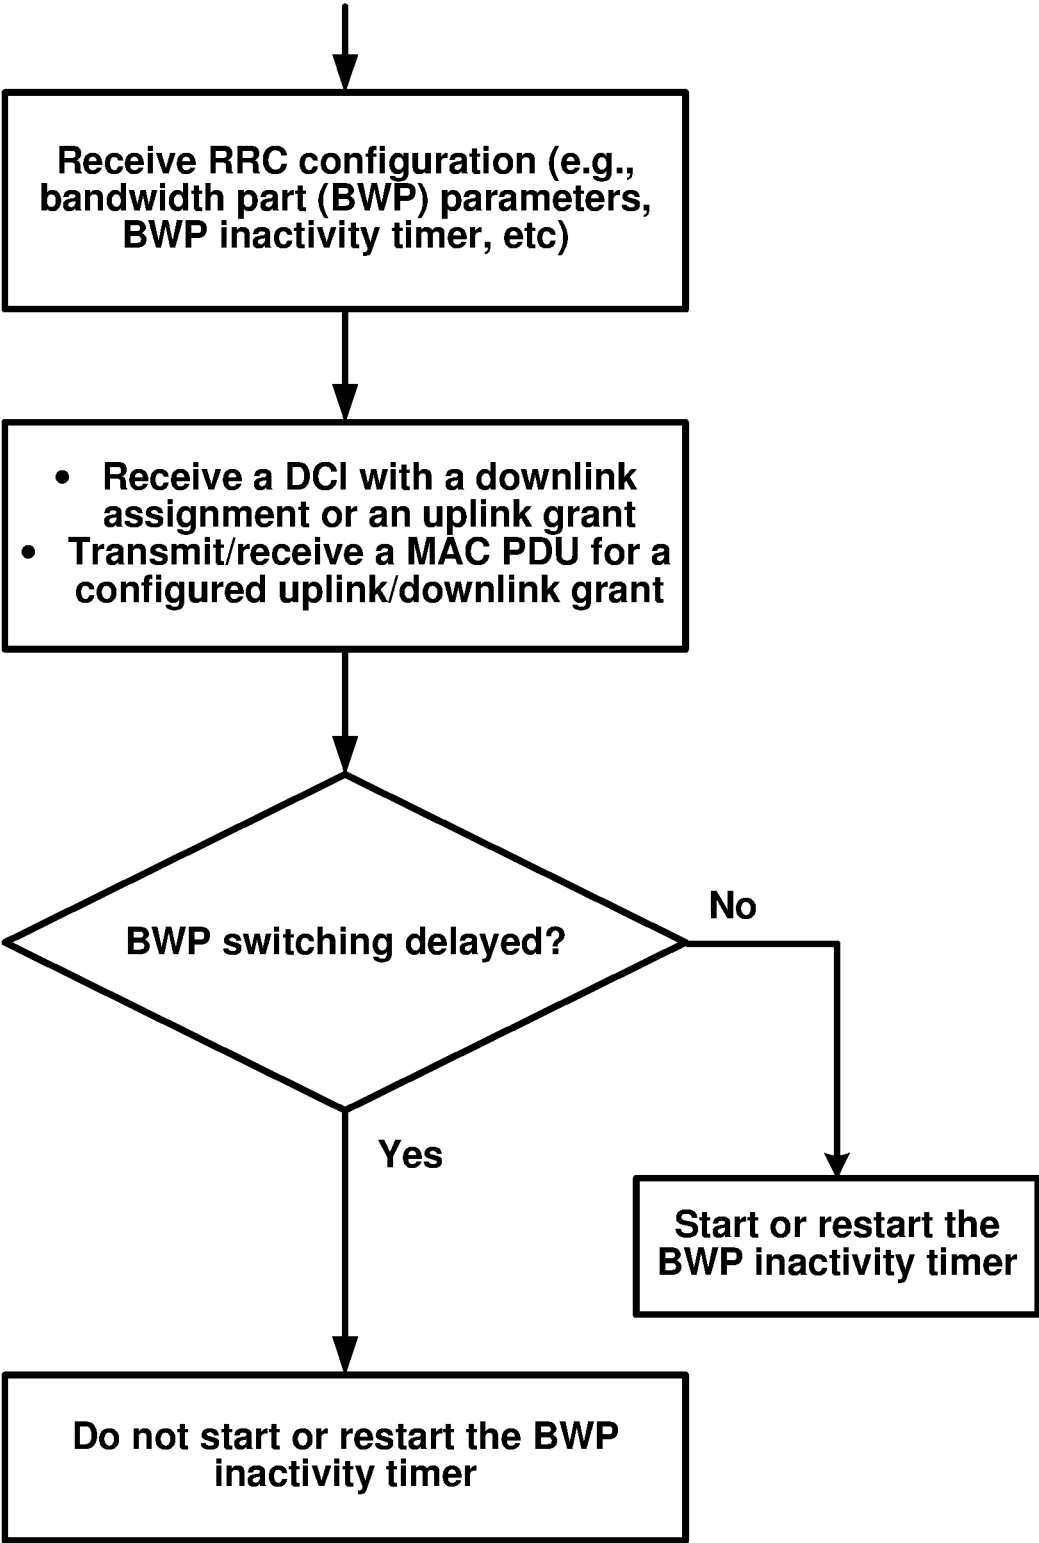 Receive RRC configuration (e.g.,
bandwidth part (BWP) parameters,
BWP inactivity timer, etc)
• Receive a DCI with a downlink
assignment or an uplink grant
• Transmit/receive a MAC PDU for a
configured uplink/downlink grant
BWP switching delayed?
No
Yes
Start or restart the
BWP inactivity timer
Do not start or restart the BWP
inactivity timer